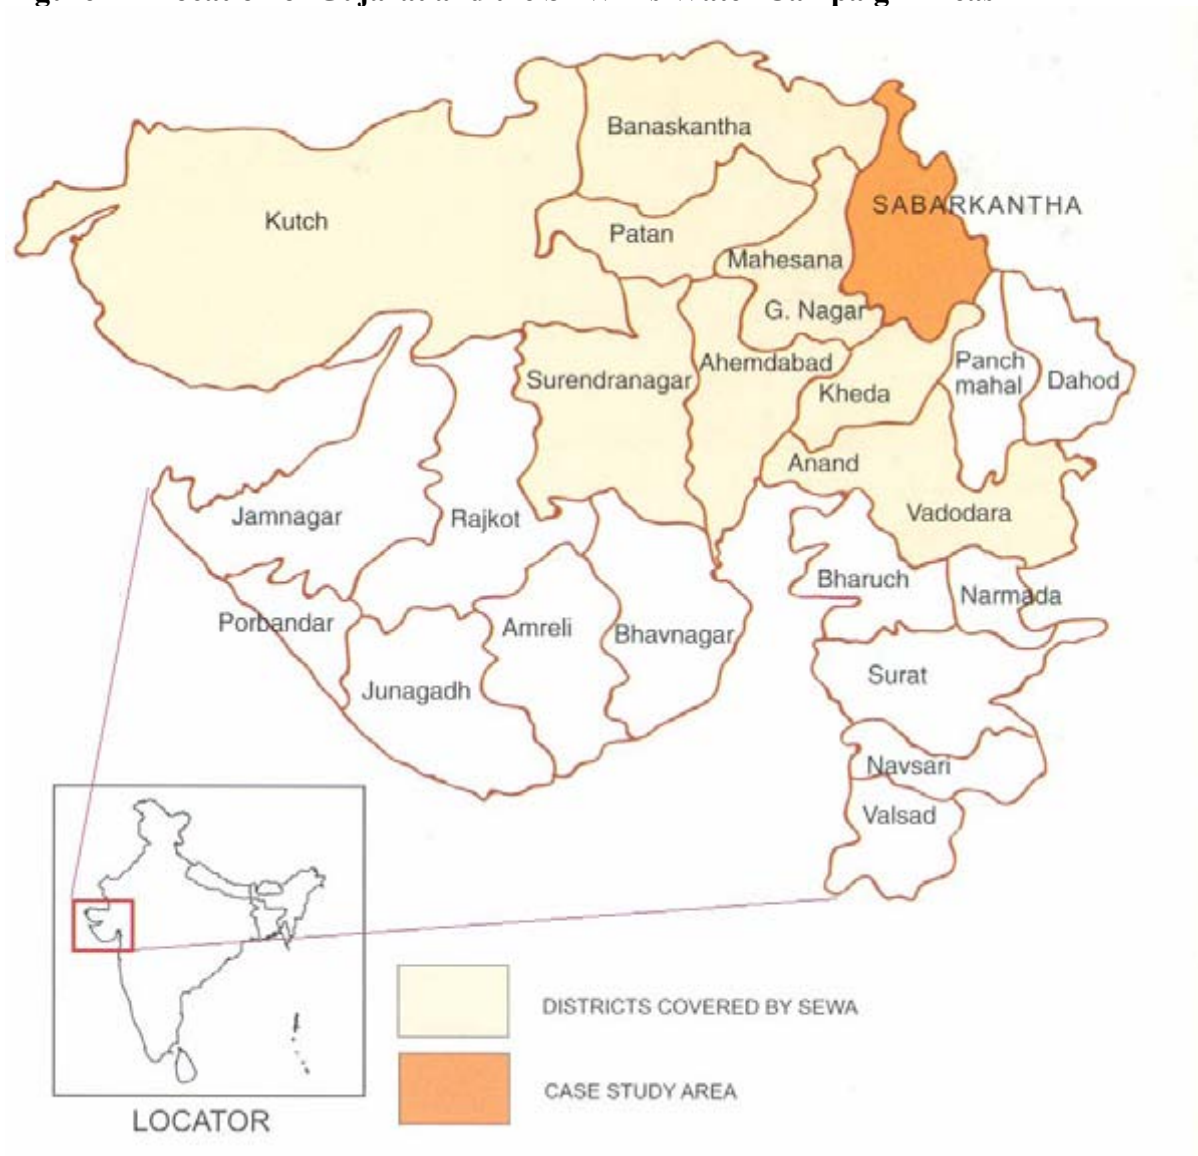 Banaskantha
SABARKANTHA
Kutch
Patan
Mahesana
G. Nagar
Ahemdabad
Panch
mahal
Dahod
Surendranagar
Kheda
Anand
Jamnagar
Rajkot
Vadodara
Bharuch
Narmada
Porbandar
Amreli
Bhavnagar
Surat
Junagadh
Navsari
Valsad
DISTRICTS COVERED BY SEWA
CASE STUDY AREA
LOCATOR